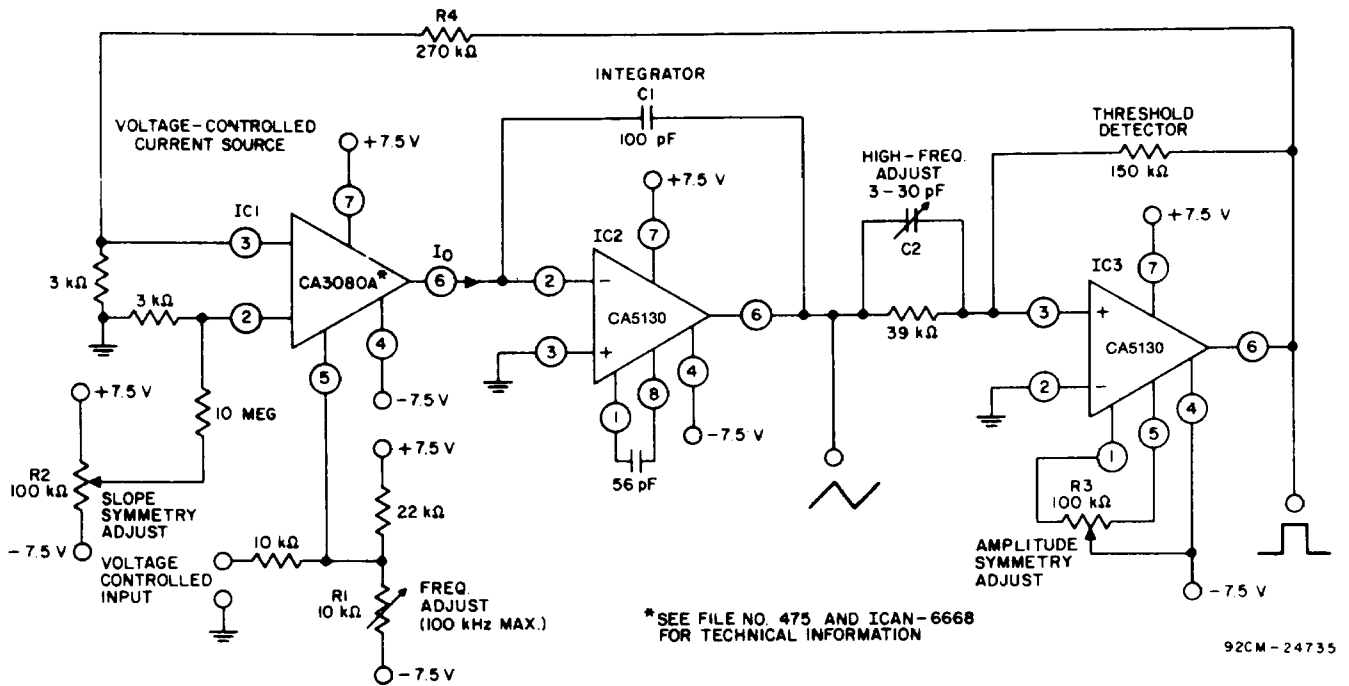 R4
270 kΩ
INTEGRATOR
C1
100 pF
VOLTAGE-CONTROLLED
CURRENT SOURCE
+7.5 V
7
IC1
3
CA3080A*
3 kΩ
3 kΩ
2
IO
6
4
5
-7.5 V
10 MEG
+7.5 V
R2
100 kΩ
SLOPE
SYMMETRY
ADJUST
-7.5 V
VOLTAGE
CONTROLLED
INPUT
10 kΩ
+7.5 V
22 kΩ
R1
10 kΩ
FREQ.
ADJUST
(100 kHz MAX.)
-7.5 V
+7.5 V
IC2
7
2
-
CA5130
3
+
6
1
8
4
56 pF
-7.5 V
HIGH-FREQ.
ADJUST
3-30 pF
C2
39 kΩ
THRESHOLD
DETECTOR
150 kΩ
+7.5 V
IC3
7
3
+
CA5130
2
-
6
1
5
4
R3
100 kΩ
AMPLITUDE
SYMMETRY
ADJUST
-7.5 V
*SEE FILE NO. 475 AND ICAN-6668
FOR TECHNICAL INFORMATION
92CM-24735